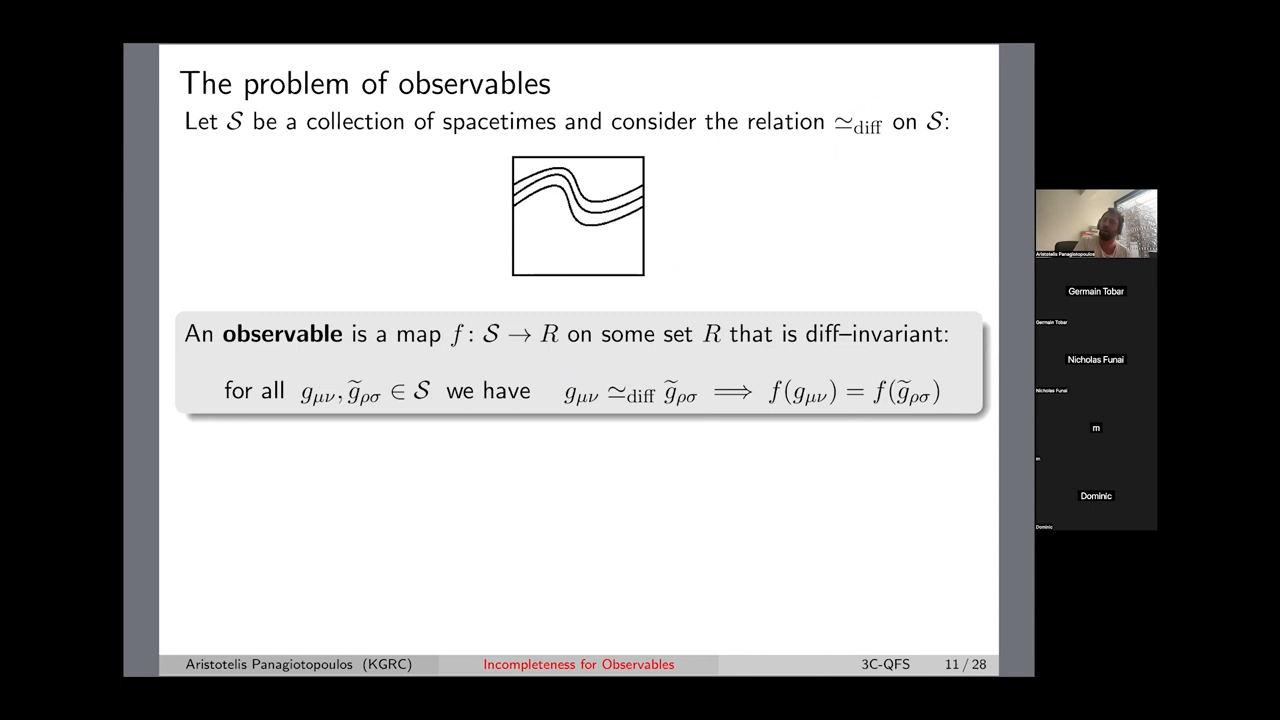 The problem of observables
Let 𝒮 be a collection of spacetimes and consider the relation ≃_diff on 𝒮:
An observable is a map f : 𝒮 → R on some set R that is diff–invariant:
for all g_μν, g̃_ρσ ∈ 𝒮 we have g_μν ≃_diff g̃_ρσ ⟹ f(g_μν) = f(g̃_ρσ)
Aristotelis Panagiotopoulos (KGRC) Incompleteness for Observables 3C-QFS 11 / 28
Aristotelis Panagiotopoulos
Germain Tobar
Germain Tobar
Nicholas Funai
Nicholas Funai
m
m
Dominic
Dominic